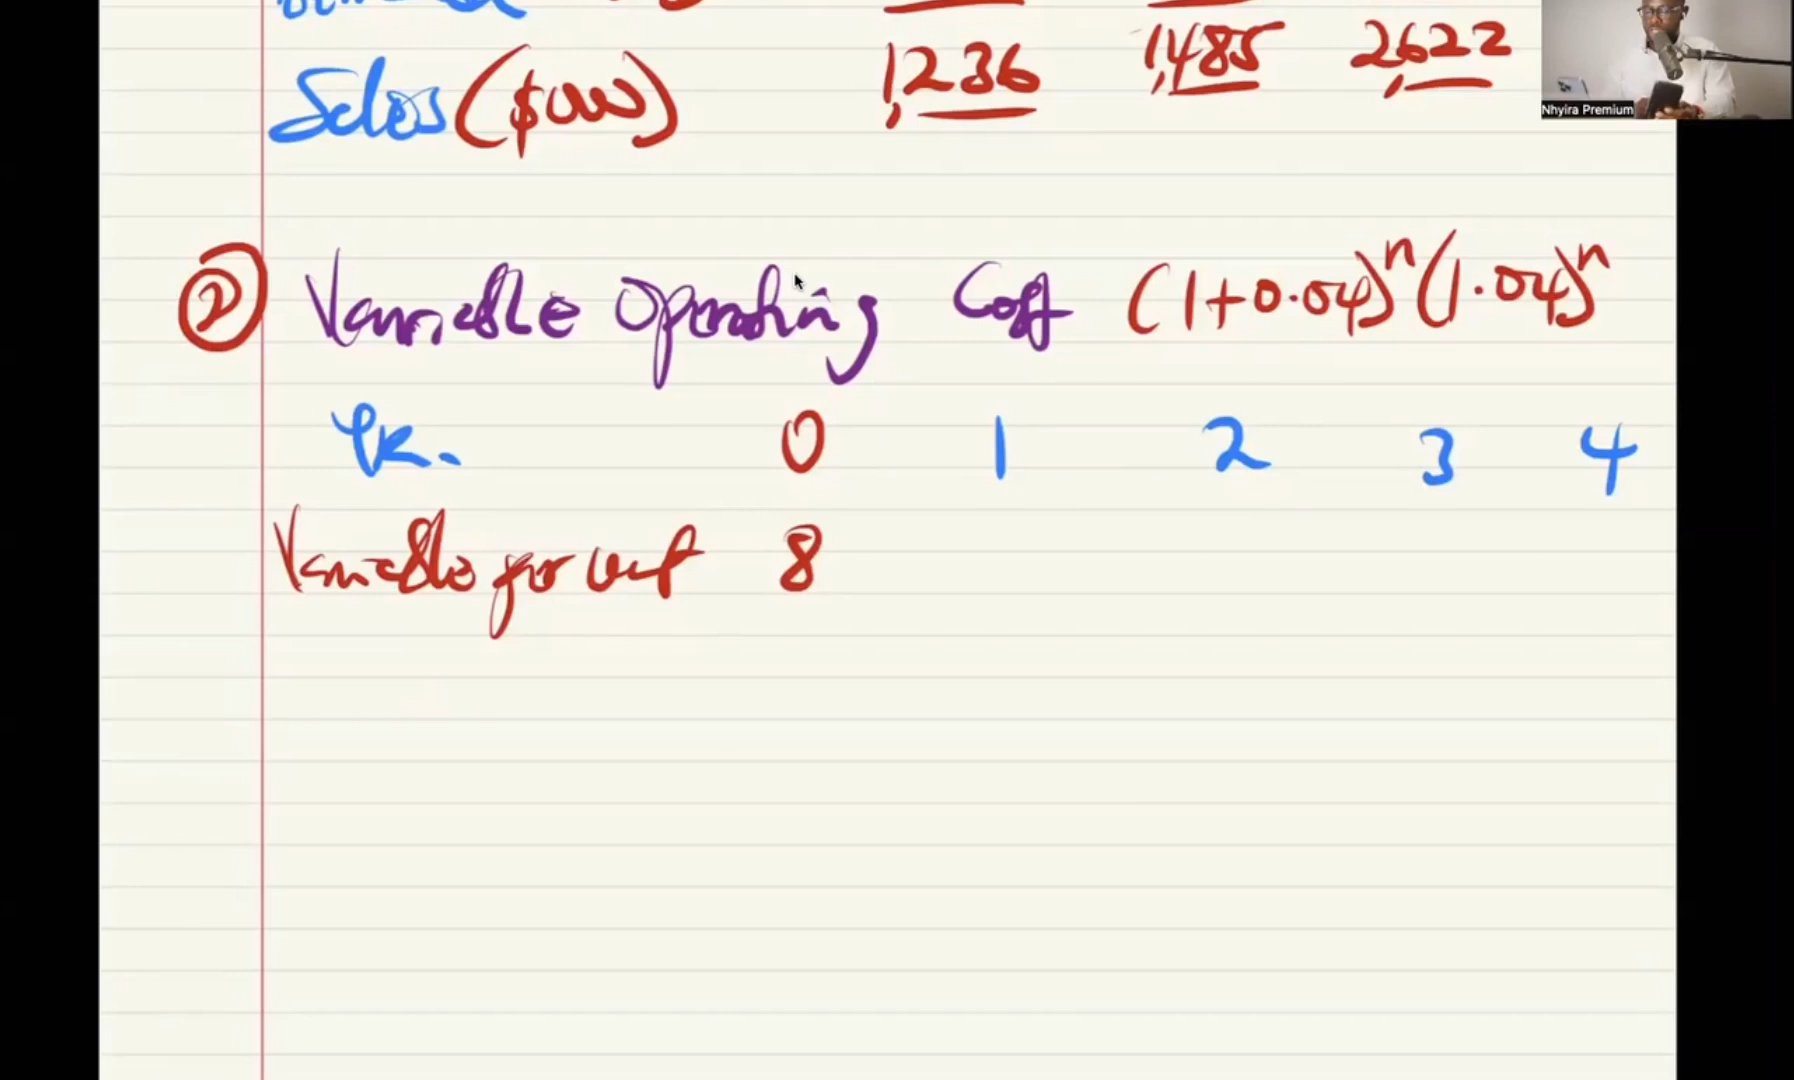 Sales ($000) 1,236 1,485 2,622
Nhyira Premium
② Variable Operating Cost (1+0.04)ⁿ (1.04)ⁿ
YR. 0 1 2 3 4
Variable per unit 8